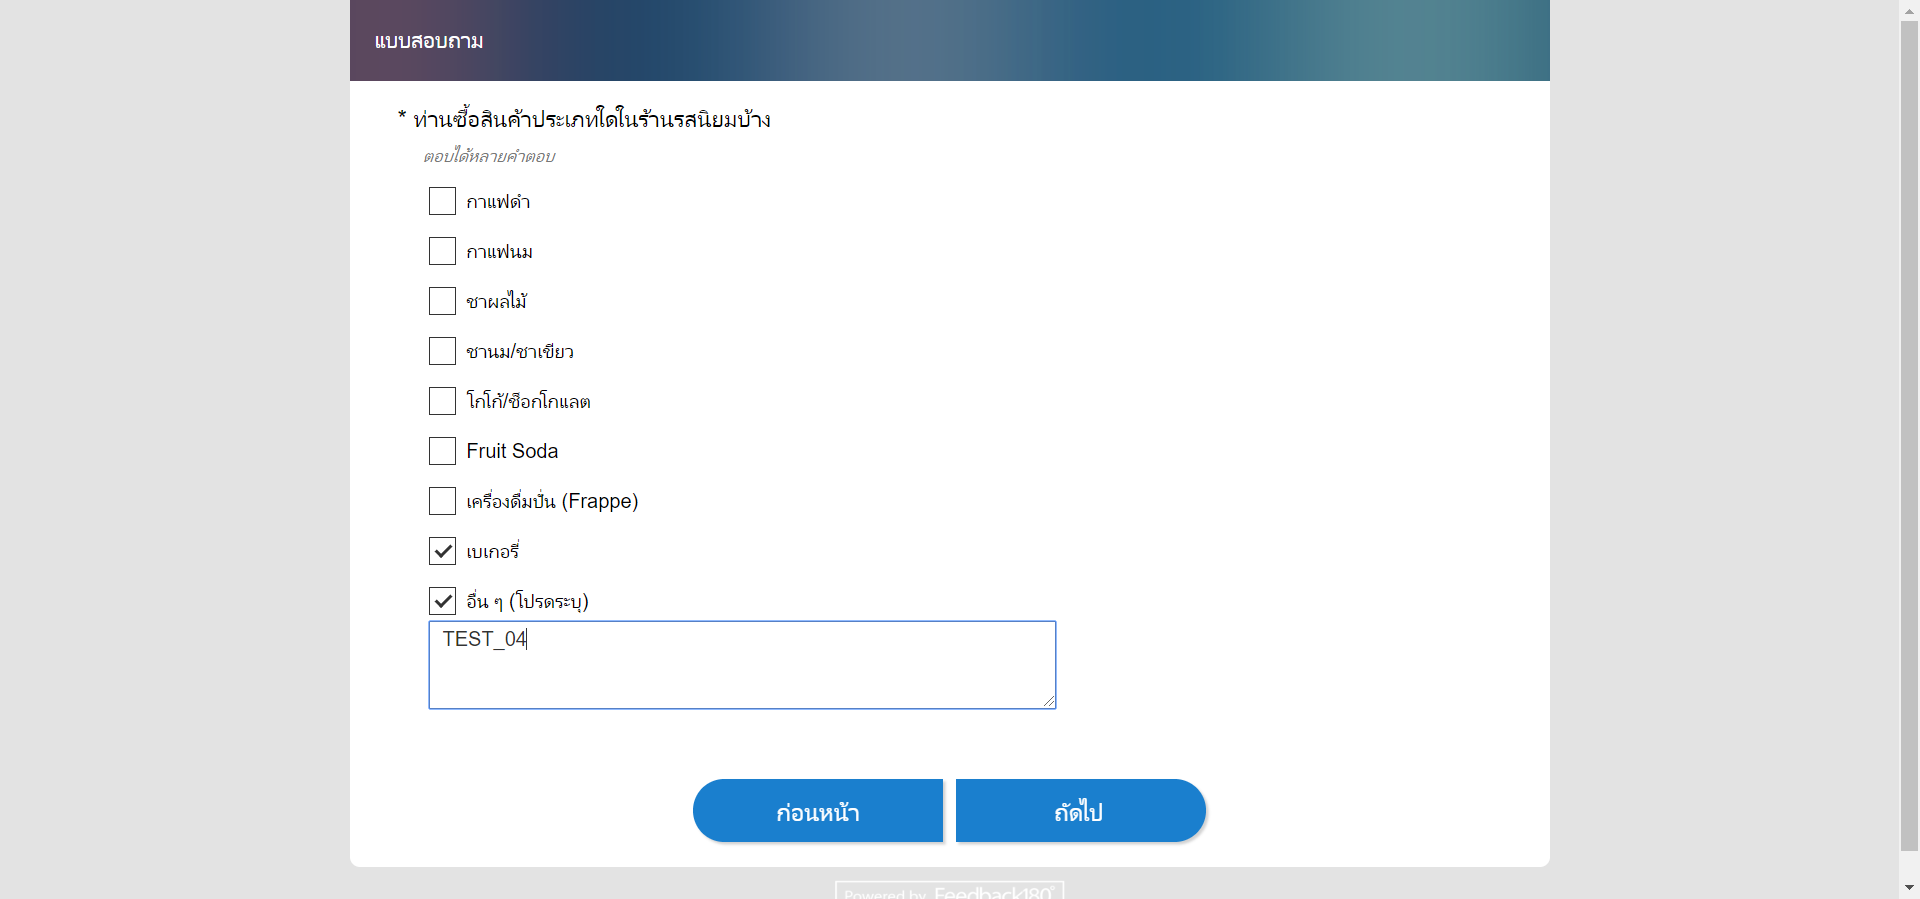 แบบสอบถาม
* ท่านซื้อสินค้าประเภทใดในร้านรสนิยมบ้าง
ตอบได้หลายคำตอบ
กาแฟดำ
กาแฟนม
ชาผลไม้
ชานม/ชาเขียว
โกโก้/ช็อกโกแลต
Fruit Soda
เครื่องดื่มปั่น (Frappe)
เบเกอรี่
อื่น ๆ (โปรดระบุ)
TEST_04
ก่อนหน้า
ถัดไป
Powered by Feedback180°